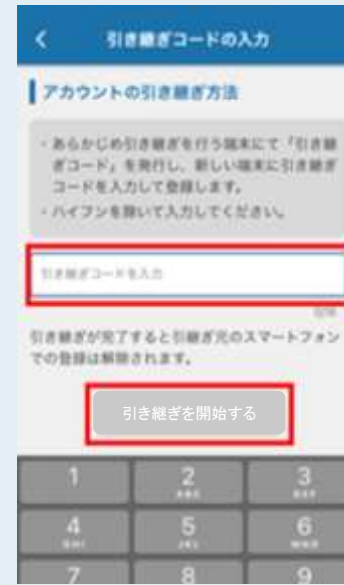 引き継ぎコードの入力
アカウントの引き継ぎ方法
・あらかじめ引き継ぎを行う端末にて「引き継
ぎコード」を発行し、新しい端末に引き継ぎ
コードを入力して登録します。
・ハイフンを除いて入力してください。
引き継ぎコードを入力
引き継ぎが完了すると引継ぎ元のスマートフォン
での登録は解除されます。
引き継ぎを開始する
1 2 3
ABC DEF
4 5 6
GHI JKL MNO
7 8 9